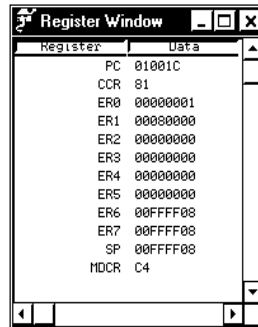 Register Window
Register Data
PC 01001C
CCR 81
ER0 00000001
ER1 00080000
ER2 00000000
ER3 00000000
ER4 00000000
ER5 00000000
ER6 00FFFF08
ER7 00FFFF08
SP 00FFFF08
MDCR C4